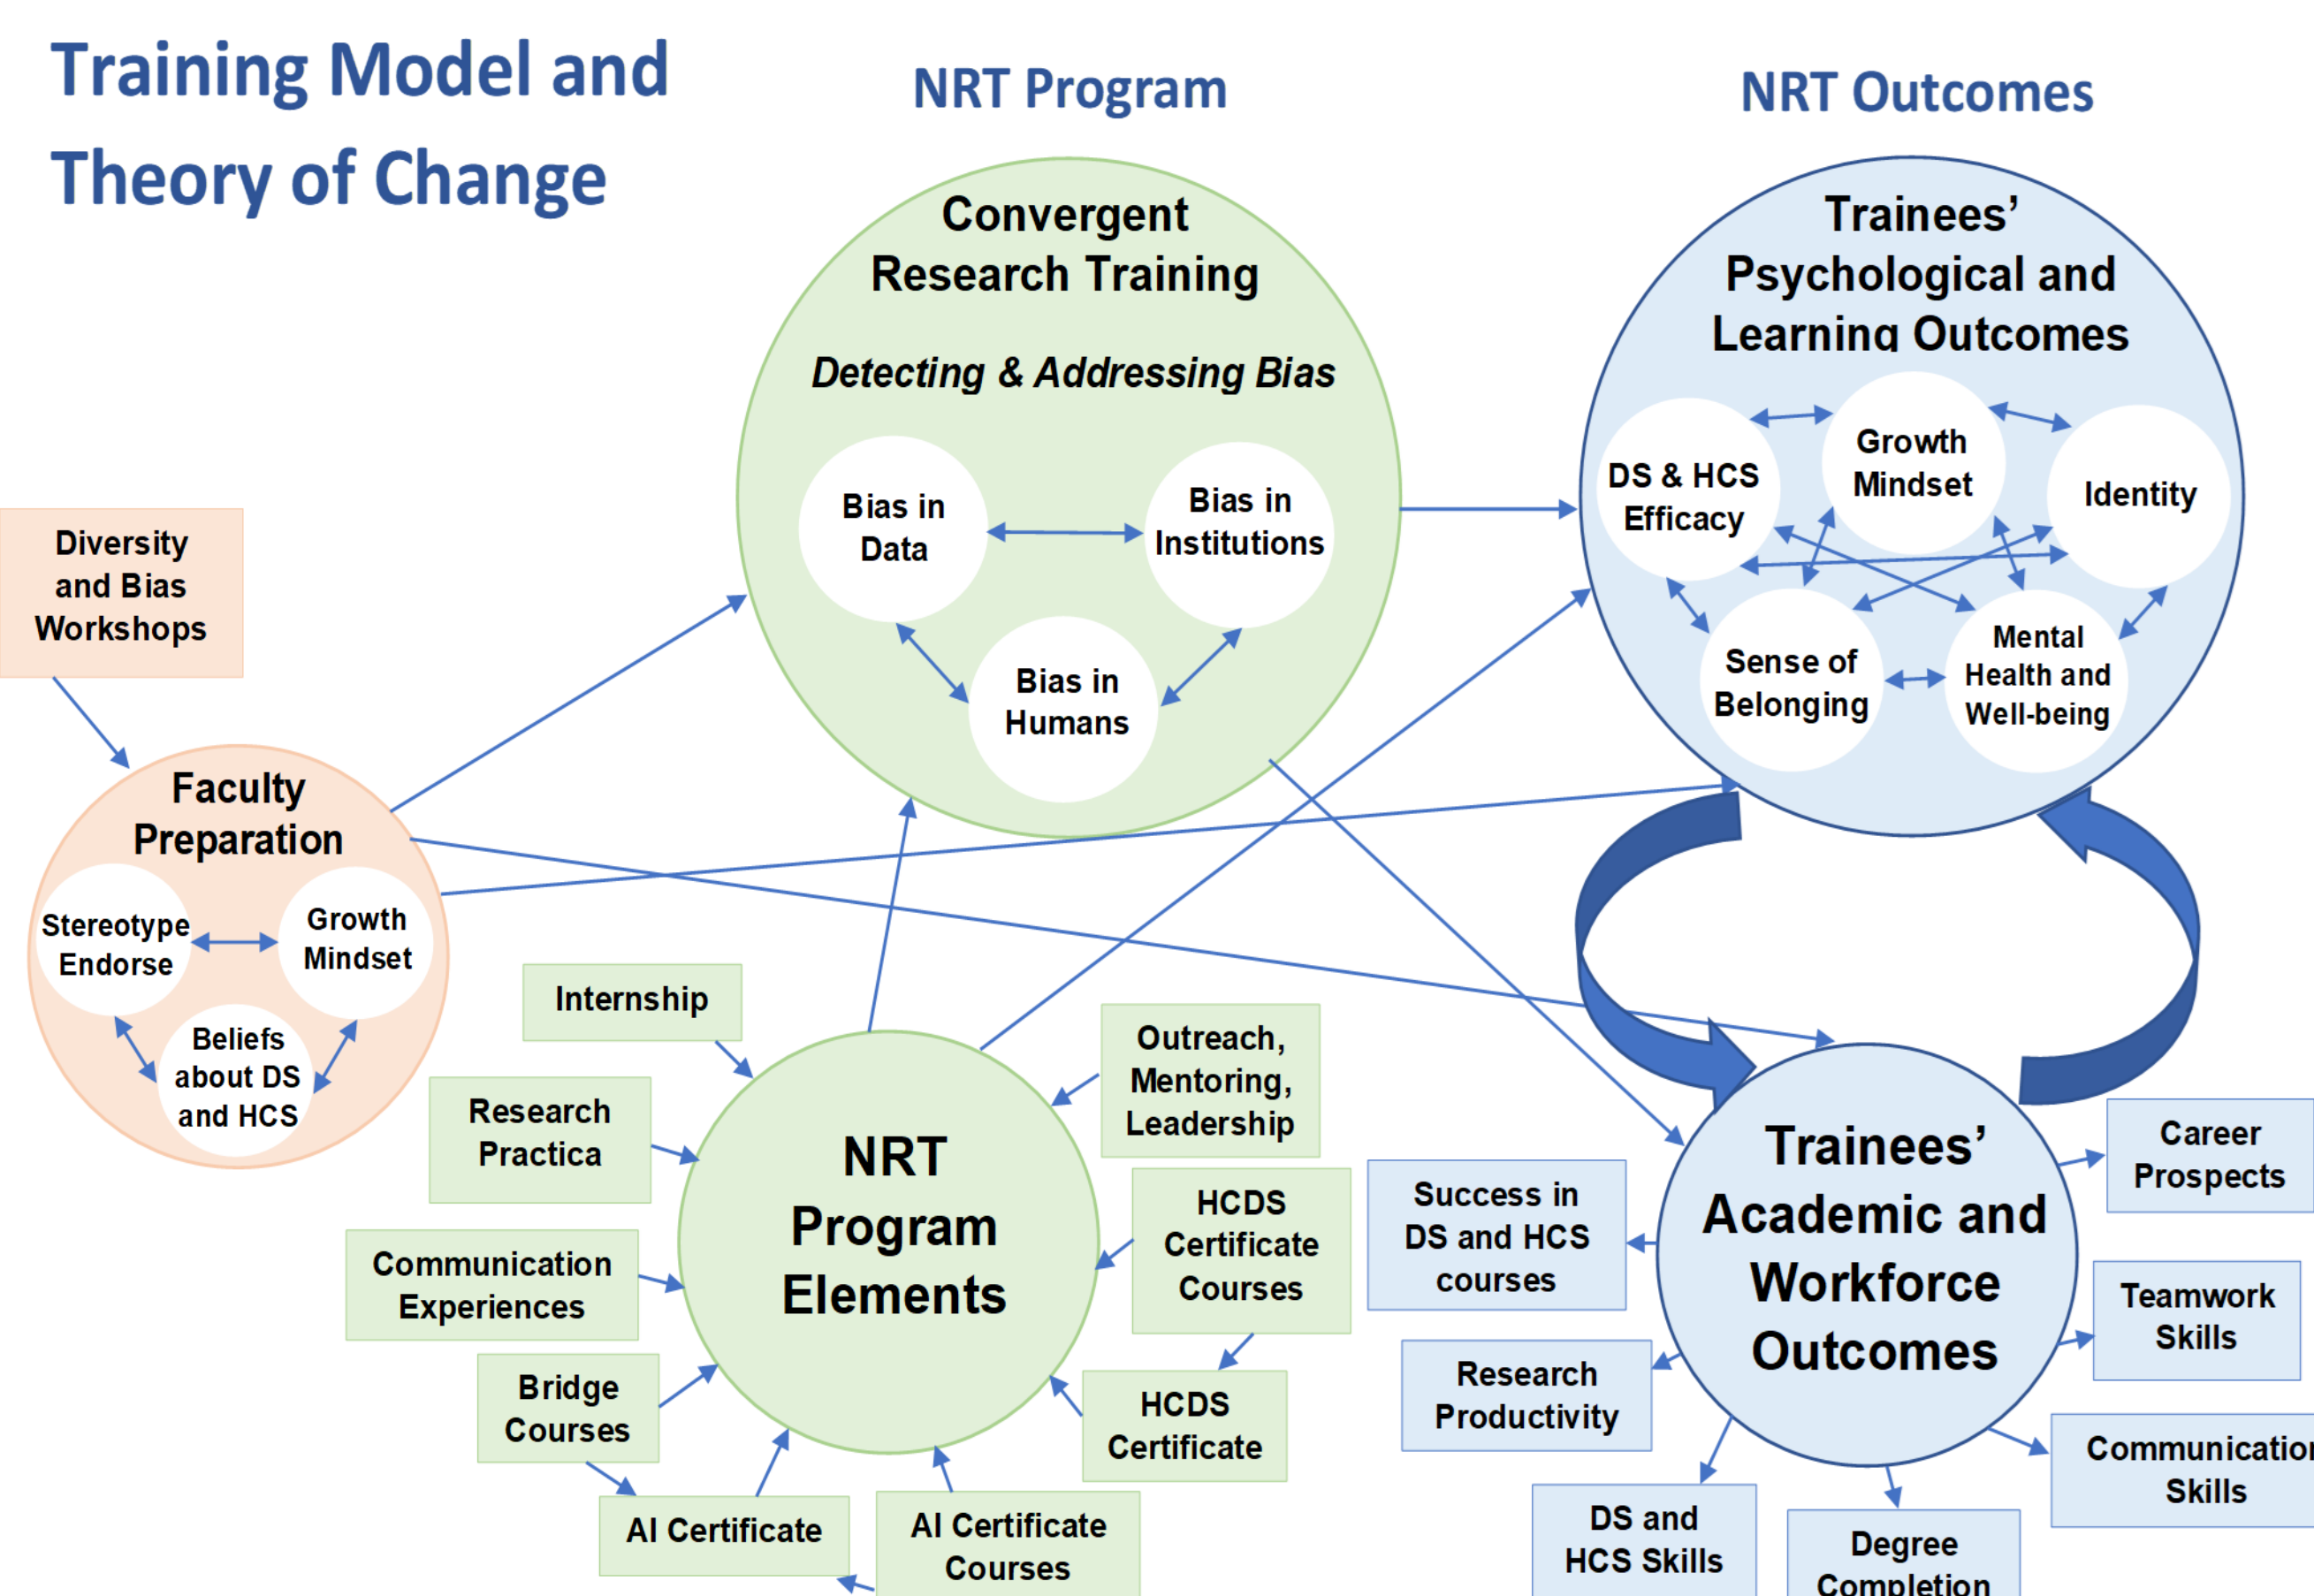 Training Model and
Theory of Change
NRT Program
NRT Outcomes
Convergent
Research Training
Detecting & Addressing Bias
Bias in
Data
Bias in
Institutions
Bias in
Humans
Trainees’
Psychological and
Learning Outcomes
DS & HCS
Efficacy
Growth
Mindset
Identity
Sense of
Belonging
Mental
Health and
Well-being
Diversity
and Bias
Workshops
Faculty
Preparation
Stereotype
Endorse
Growth
Mindset
Beliefs
about DS
and HCS
Internship
Research
Practica
Communication
Experiences
Bridge
Courses
AI Certificate
AI Certificate
Courses
NRT
Program
Elements
Outreach,
Mentoring,
Leadership
HCDS
Certificate
Courses
HCDS
Certificate
Trainees’
Academic and
Workforce
Outcomes
Success in
DS and HCS
courses
Research
Productivity
DS and
HCS Skills
Degree
Completion
Career
Prospects
Teamwork
Skills
Communication
Skills